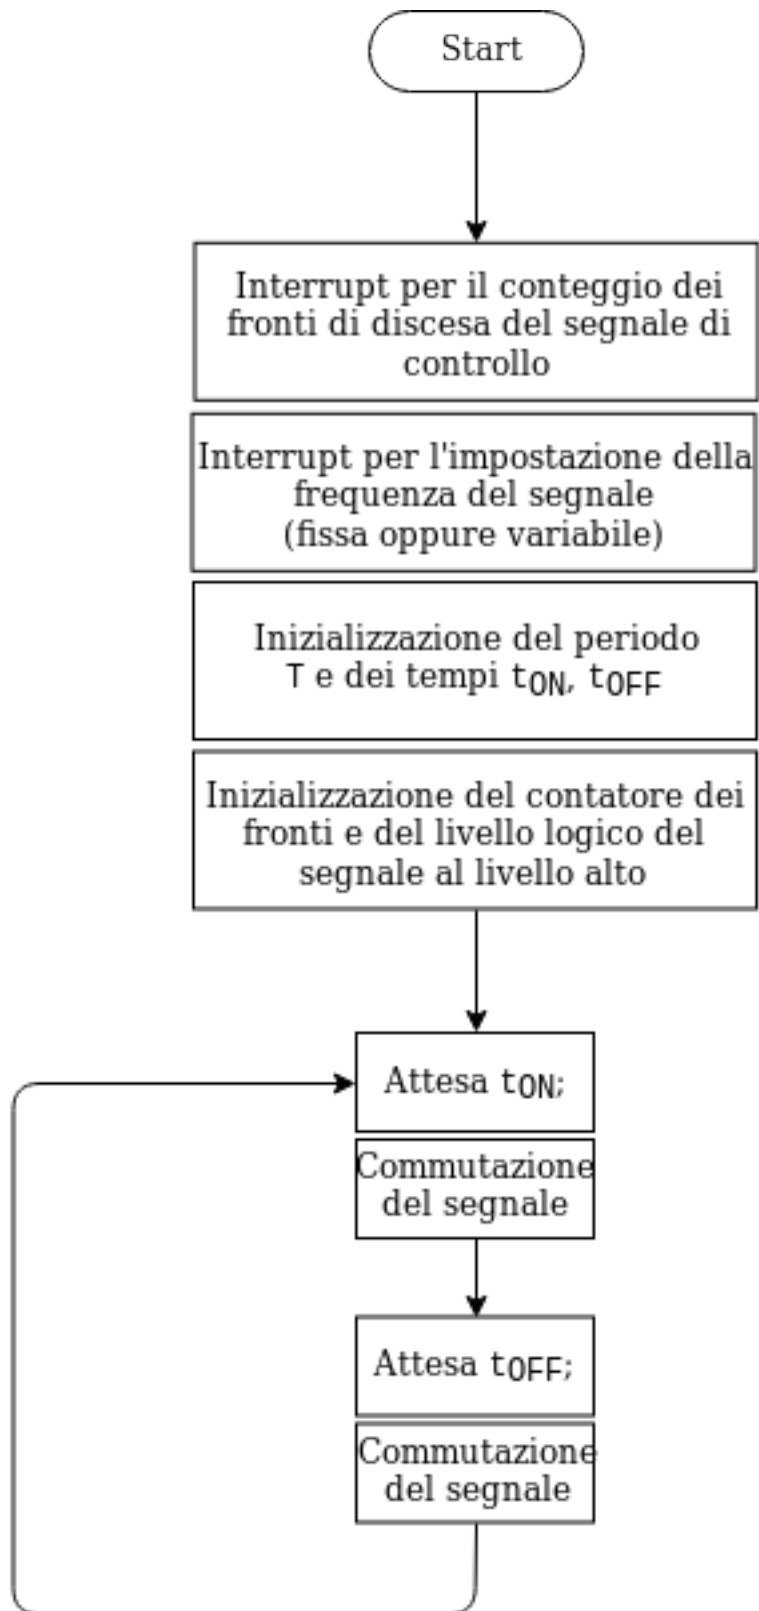 Start
Interrupt per il conteggio dei
fronti di discesa del segnale di
controllo
Interrupt per l'impostazione della
frequenza del segnale
(fissa oppure variabile)
Inizializzazione del periodo
T e dei tempi tON, tOFF
Inizializzazione del contatore dei
fronti e del livello logico del
segnale al livello alto
Attesa tON;
Commutazione
del segnale
Attesa tOFF;
Commutazione
del segnale